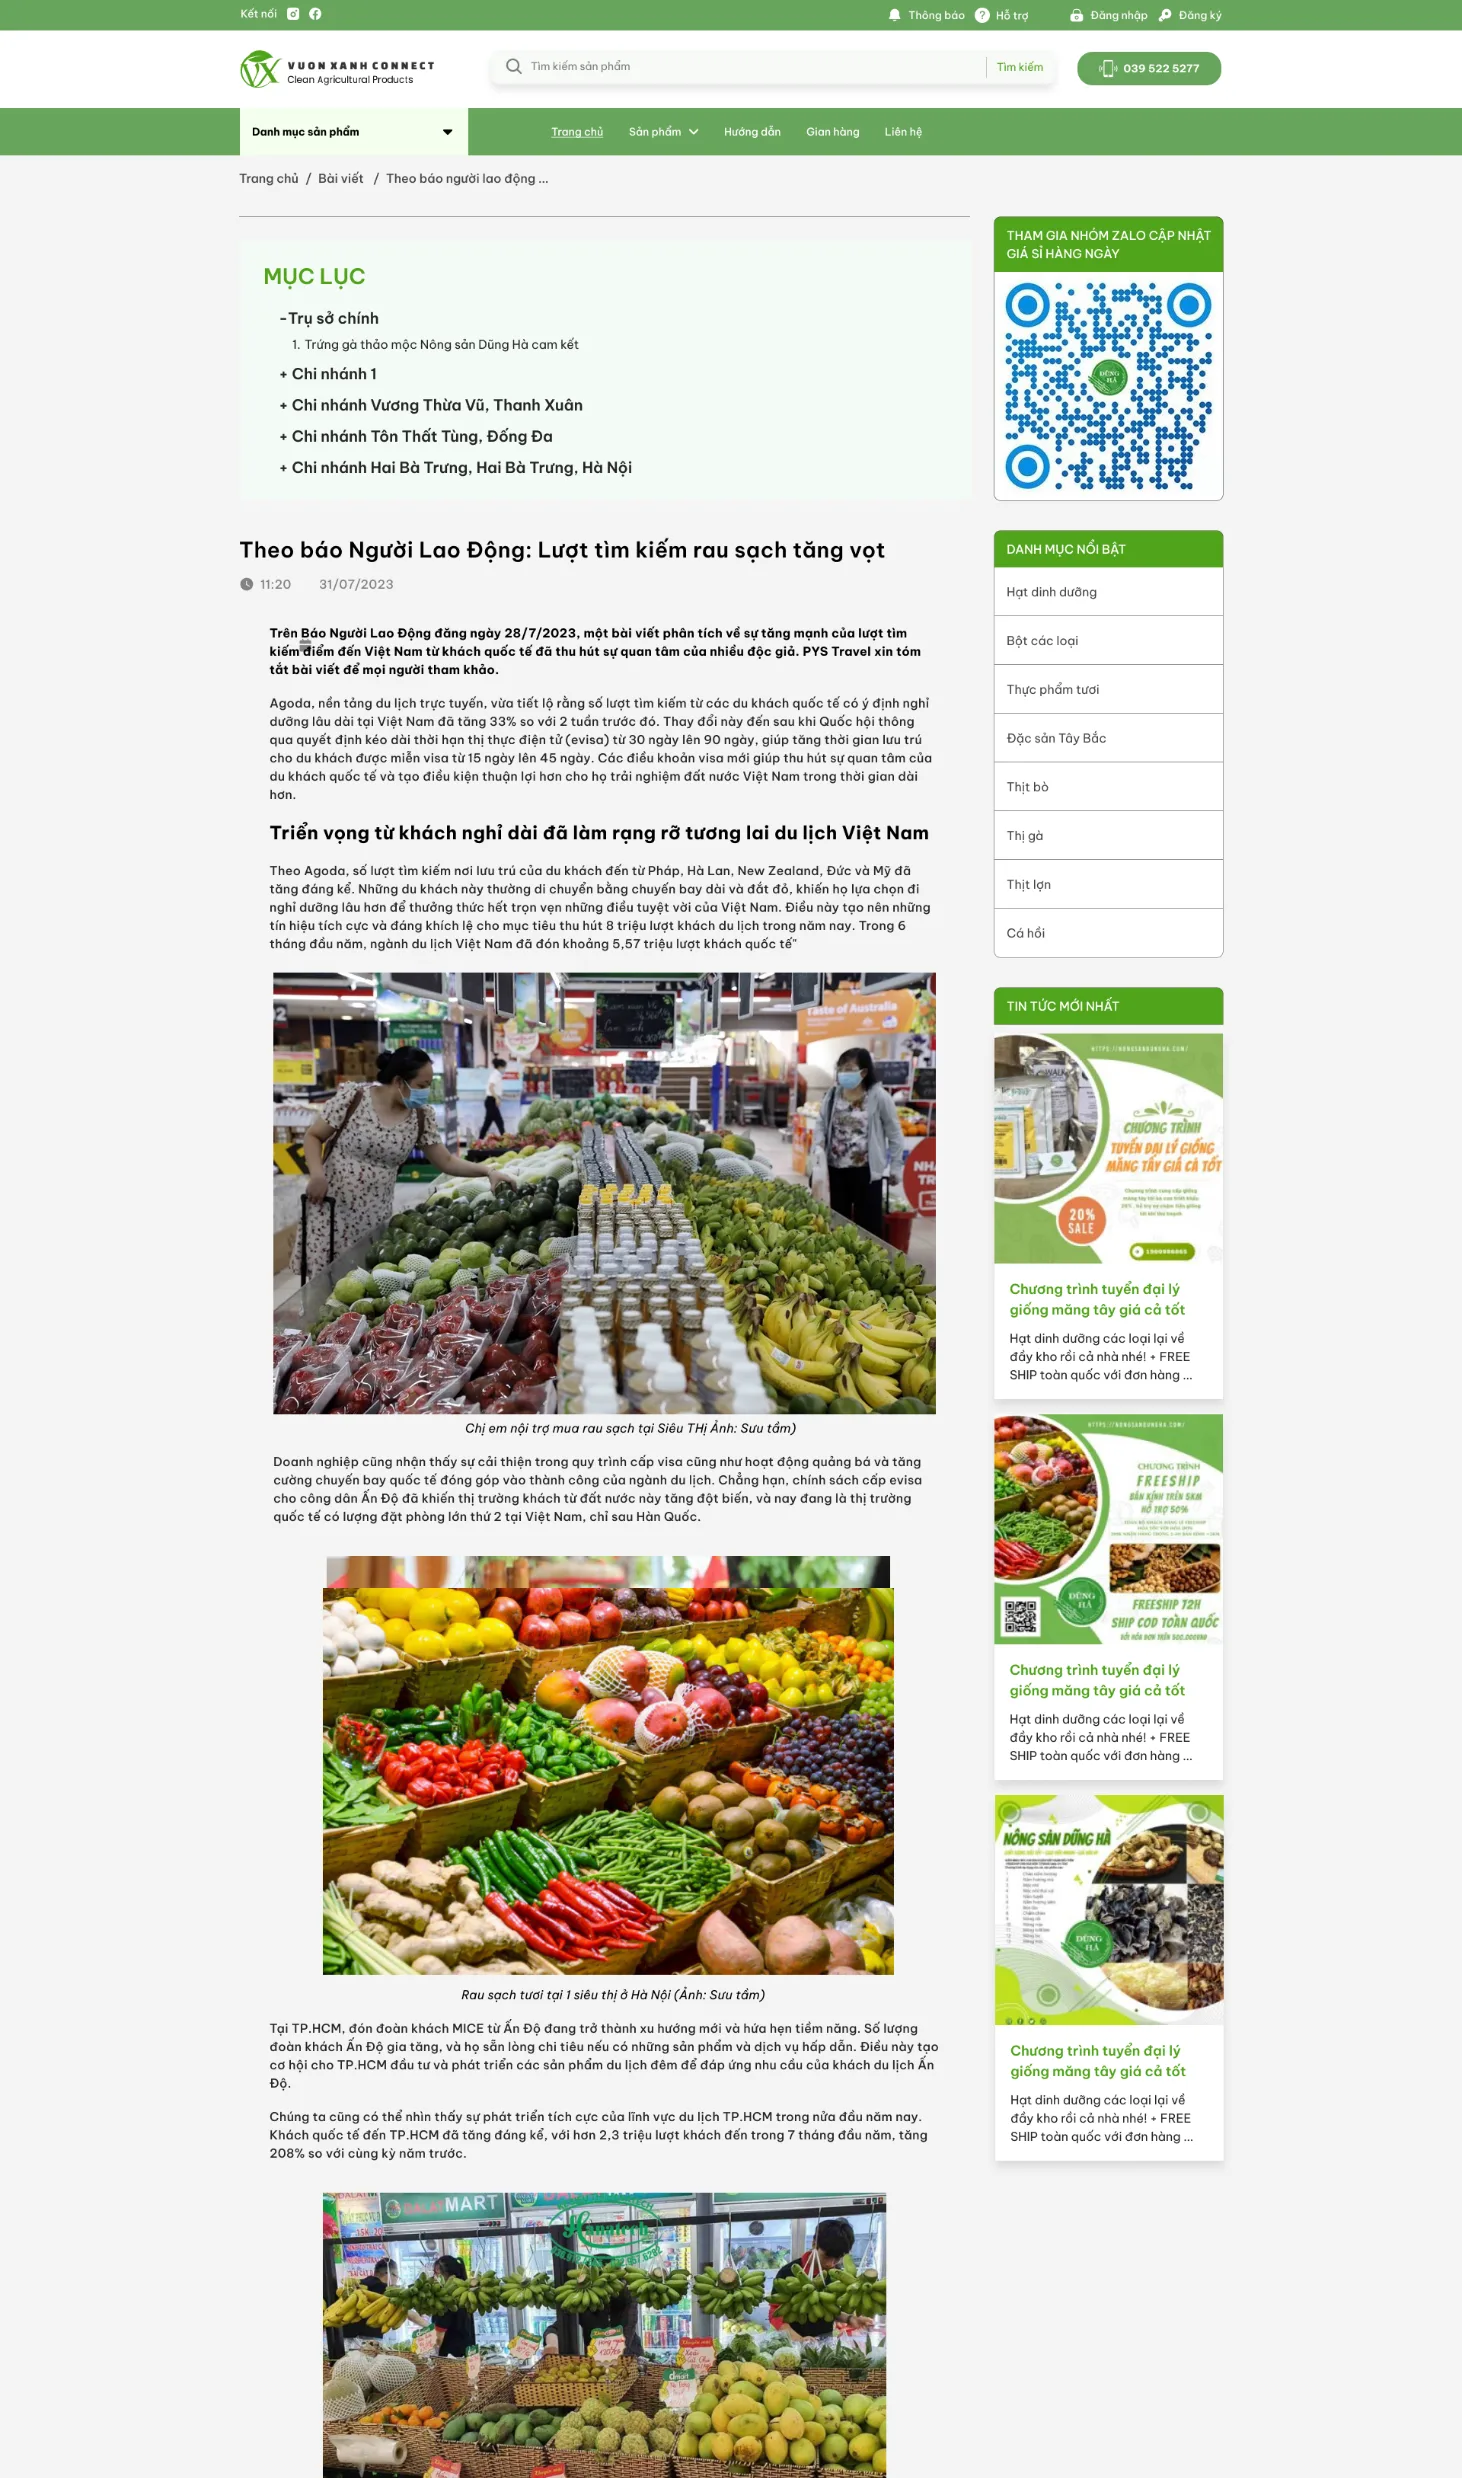 Kết nối
Thông báo
Hỗ trợ
Đăng nhập
Đăng ký
VUON XANH CONNECT
Clean Agricultural Products
Tìm kiếm sản phẩm
Tìm kiếm
039 522 5277
Danh mục sản phẩm
Trang chủ
Sản phẩm
Hướng dẫn
Gian hàng
Liên hệ
Trang chủ / Bài viết / Theo báo người lao động ...
MỤC LỤC
-Trụ sở chính
1. Trứng gà thảo mộc Nông sản Dũng Hà cam kết
+ Chi nhánh 1
+ Chi nhánh Vương Thừa Vũ, Thanh Xuân
+ Chi nhánh Tôn Thất Tùng, Đống Đa
+ Chi nhánh Hai Bà Trưng, Hai Bà Trưng, Hà Nội
Theo báo Người Lao Động: Lượt tìm kiếm rau sạch tăng vọt
11:20 31/07/2023
Trên Báo Người Lao Động đăng ngày 28/7/2023, một bài viết phân tích về sự tăng mạnh của lượt tìm
kiếm điểm đến Việt Nam từ khách quốc tế đã thu hút sự quan tâm của nhiều độc giả. PYS Travel xin tóm
tắt bài viết để mọi người tham khảo.
Agoda, nền tảng du lịch trực tuyến, vừa tiết lộ rằng số lượt tìm kiếm từ các du khách quốc tế có ý định nghỉ
dưỡng lâu dài tại Việt Nam đã tăng 33% so với 2 tuần trước đó. Thay đổi này đến sau khi Quốc hội thông
qua quyết định kéo dài thời hạn thị thực điện tử (evisa) từ 30 ngày lên 90 ngày, giúp tăng thời gian lưu trú
cho du khách được miễn visa từ 15 ngày lên 45 ngày. Các điều khoản visa mới giúp thu hút sự quan tâm của
du khách quốc tế và tạo điều kiện thuận lợi hơn cho họ trải nghiệm đất nước Việt Nam trong thời gian dài
hơn.
Triển vọng từ khách nghỉ dài đã làm rạng rỡ tương lai du lịch Việt Nam
Theo Agoda, số lượt tìm kiếm nơi lưu trú của du khách đến từ Pháp, Hà Lan, New Zealand, Đức và Mỹ đã
tăng đáng kể. Những du khách này thường di chuyển bằng chuyến bay dài và đắt đỏ, khiến họ lựa chọn đi
nghỉ dưỡng lâu hơn để thưởng thức hết trọn vẹn những điều tuyệt vời của Việt Nam. Điều này tạo nên những
tín hiệu tích cực và đáng khích lệ cho mục tiêu thu hút 8 triệu lượt khách du lịch trong năm nay. Trong 6
tháng đầu năm, ngành du lịch Việt Nam đã đón khoảng 5,57 triệu lượt khách quốc tế"
Taste of Australia
Chị em nội trợ mua rau sạch tại Siêu THị Ảnh: Sưu tầm)
Doanh nghiệp cũng nhận thấy sự cải thiện trong quy trình cấp visa cũng như hoạt động quảng bá và tăng
cường chuyến bay quốc tế đóng góp vào thành công của ngành du lịch. Chẳng hạn, chính sách cấp evisa
cho công dân Ấn Độ đã khiến thị trường khách từ đất nước này tăng đột biến, và nay đang là thị trường
quốc tế có lượng đặt phòng lớn thứ 2 tại Việt Nam, chỉ sau Hàn Quốc.
Rau sạch tươi tại 1 siêu thị ở Hà Nội (Ảnh: Sưu tầm)
Tại TP.HCM, đón đoàn khách MICE từ Ấn Độ đang trở thành xu hướng mới và hứa hẹn tiềm năng. Số lượng
đoàn khách Ấn Độ gia tăng, và họ sẵn lòng chi tiêu nếu có những sản phẩm và dịch vụ hấp dẫn. Điều này tạo
cơ hội cho TP.HCM đầu tư và phát triển các sản phẩm du lịch đêm để đáp ứng nhu cầu của khách du lịch Ấn
Độ.
Chúng ta cũng có thể nhìn thấy sự phát triển tích cực của lĩnh vực du lịch TP.HCM trong nửa đầu năm nay.
Khách quốc tế đến TP.HCM đã tăng đáng kể, với hơn 2,3 triệu lượt khách đến trong 7 tháng đầu năm, tăng
208% so với cùng kỳ năm trước.
DALAT MART
Hanatech
THAM GIA NHÓM ZALO CẬP NHẬT
GIÁ SỈ HÀNG NGÀY
DŨNG
HÀ
DANH MỤC NỔI BẬT
Hạt dinh dưỡng
Bột các loại
Thực phẩm tươi
Đặc sản Tây Bắc
Thịt bò
Thị gà
Thịt lợn
Cá hồi
TIN TỨC MỚI NHẤT
HTTPS://NONGSANDUNGHA.COM/
CHƯƠNG TRÌNH
TUYỂN ĐẠI LÝ GIỐNG
MĂNG TÂY GIÁ CẢ TỐT
20%
SALE
Chương trình tuyển đại lý
giống măng tây giá cả tốt
Hạt dinh dưỡng các loại lại về
đầy kho rồi cả nhà nhé! + FREE
SHIP toàn quốc với đơn hàng ...
HTTPS://NONGSANDUNGHA.COM/
CHƯƠNG TRÌNH
FREESHIP
BÁN KÍNH TRÊN 5KM
HỖ TRỢ 50%
DŨNG
HÀ
FREESHIP 72H
SHIP COD TOÀN QUỐC
VỚI HÓA ĐƠN TRÊN 500.000VNĐ
Chương trình tuyển đại lý
giống măng tây giá cả tốt
Hạt dinh dưỡng các loại lại về
đầy kho rồi cả nhà nhé! + FREE
SHIP toàn quốc với đơn hàng ...
NÔNG SẢN DŨNG HÀ
DŨNG
HÀ
Chương trình tuyển đại lý
giống măng tây giá cả tốt
Hạt dinh dưỡng các loại lại về
đầy kho rồi cả nhà nhé! + FREE
SHIP toàn quốc với đơn hàng ...